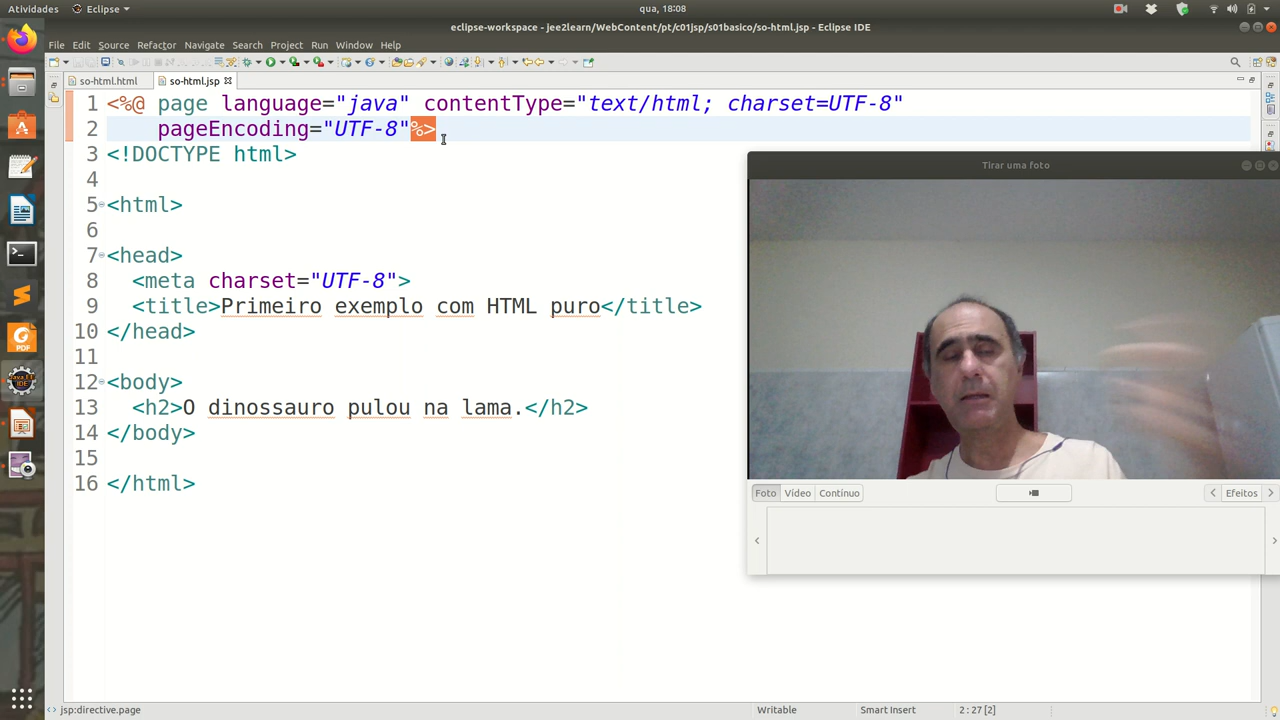 Atividades
Eclipse
qua, 18:08
eclipse-workspace - jee2learn/WebContent/pt/c01jsp/s01basico/so-html.jsp - Eclipse IDE
File Edit Source Refactor Navigate Search Project Run Window Help
so-html.html
so-html.jsp
1 <%@ page language="java" contentType="text/html; charset=UTF-8"
2 pageEncoding="UTF-8"%>
3 <!DOCTYPE html>
4
5 <html>
6
7 <head>
8 <meta charset="UTF-8">
9 <title>Primeiro exemplo com HTML puro</title>
10 </head>
11
12 <body>
13 <h2>O dinossauro pulou na lama.</h2>
14 </body>
15
16 </html>
Tirar uma foto
Foto Vídeo Contínuo
Efeitos
PDF
jsp:directive.page
Writable
Smart Insert
2 : 27 [2]